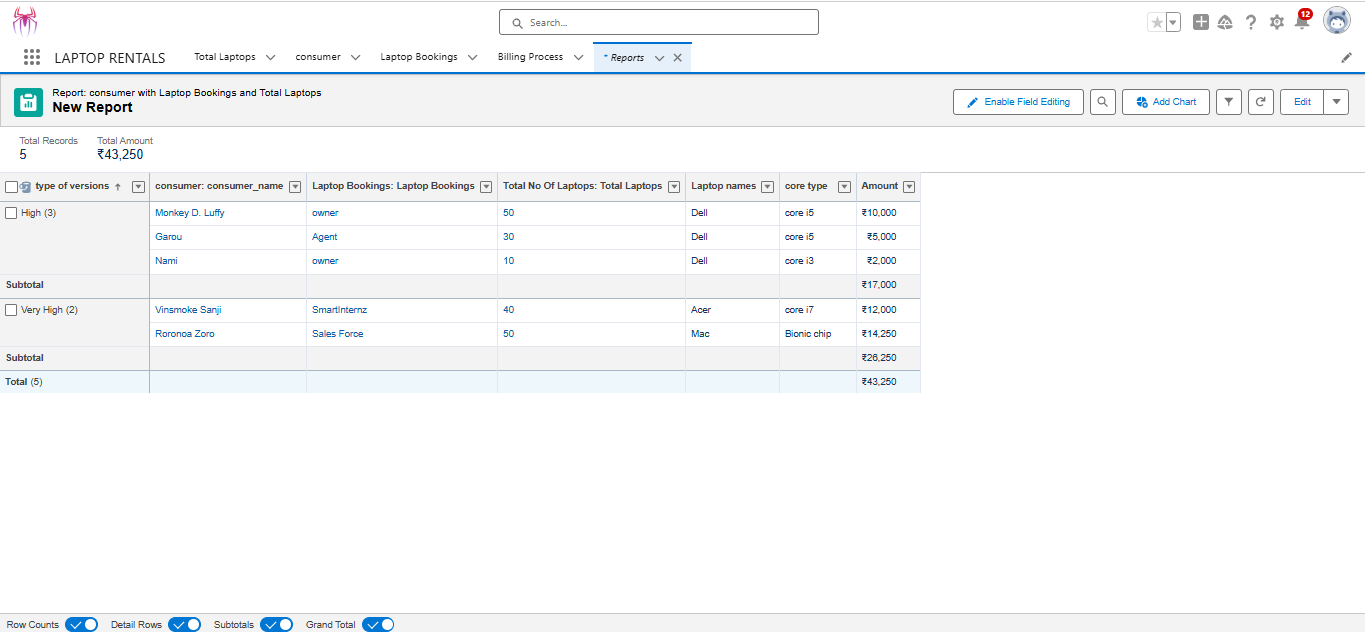 Search...
12
LAPTOP RENTALS Total Laptops consumer Laptop Bookings Billing Process * Reports
Report: consumer with Laptop Bookings and Total Laptops
New Report
Enable Field Editing Add Chart Edit
Total Records Total Amount
5 ₹43,250
type of versions ↑ consumer: consumer_name Laptop Bookings: Laptop Bookings Total No Of Laptops: Total Laptops Laptop names core type Amount
High (3) Monkey D. Luffy owner 50 Dell core i5 ₹10,000
Garou Agent 30 Dell core i5 ₹5,000
Nami owner 10 Dell core i3 ₹2,000
Subtotal ₹17,000
Very High (2) Vinsmoke Sanji SmartInternz 40 Acer core i7 ₹12,000
Roronoa Zoro Sales Force 50 Mac Bionic chip ₹14,250
Subtotal ₹26,250
Total (5) ₹43,250
Row Counts Detail Rows Subtotals Grand Total